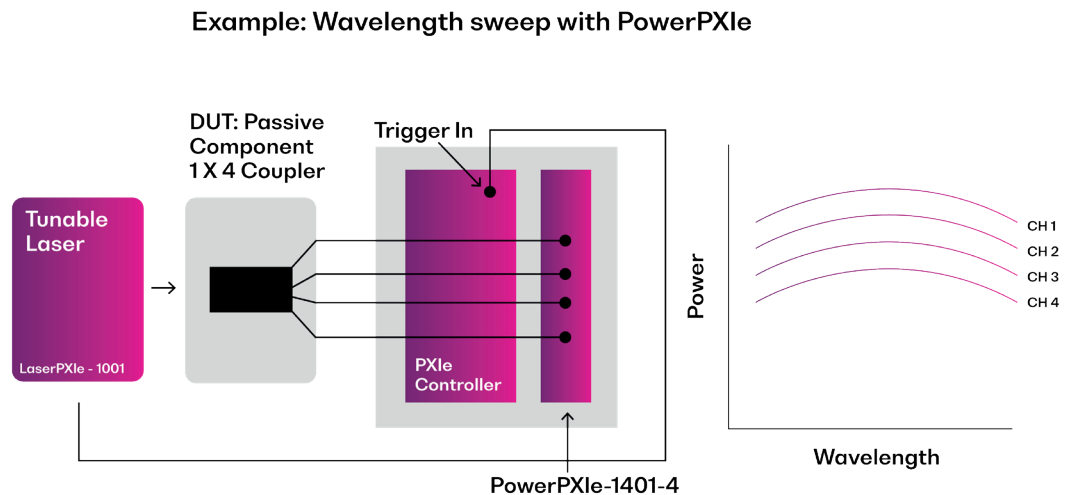 Example: Wavelength sweep with PowerPXIe
DUT: Passive
Component
1 X 4 Coupler
Trigger In
Tunable
Laser
LaserPXIe - 1001
PXIe
Controller
PowerPXIe-1401-4
Power
CH 1
CH 2
CH 3
CH 4
Wavelength